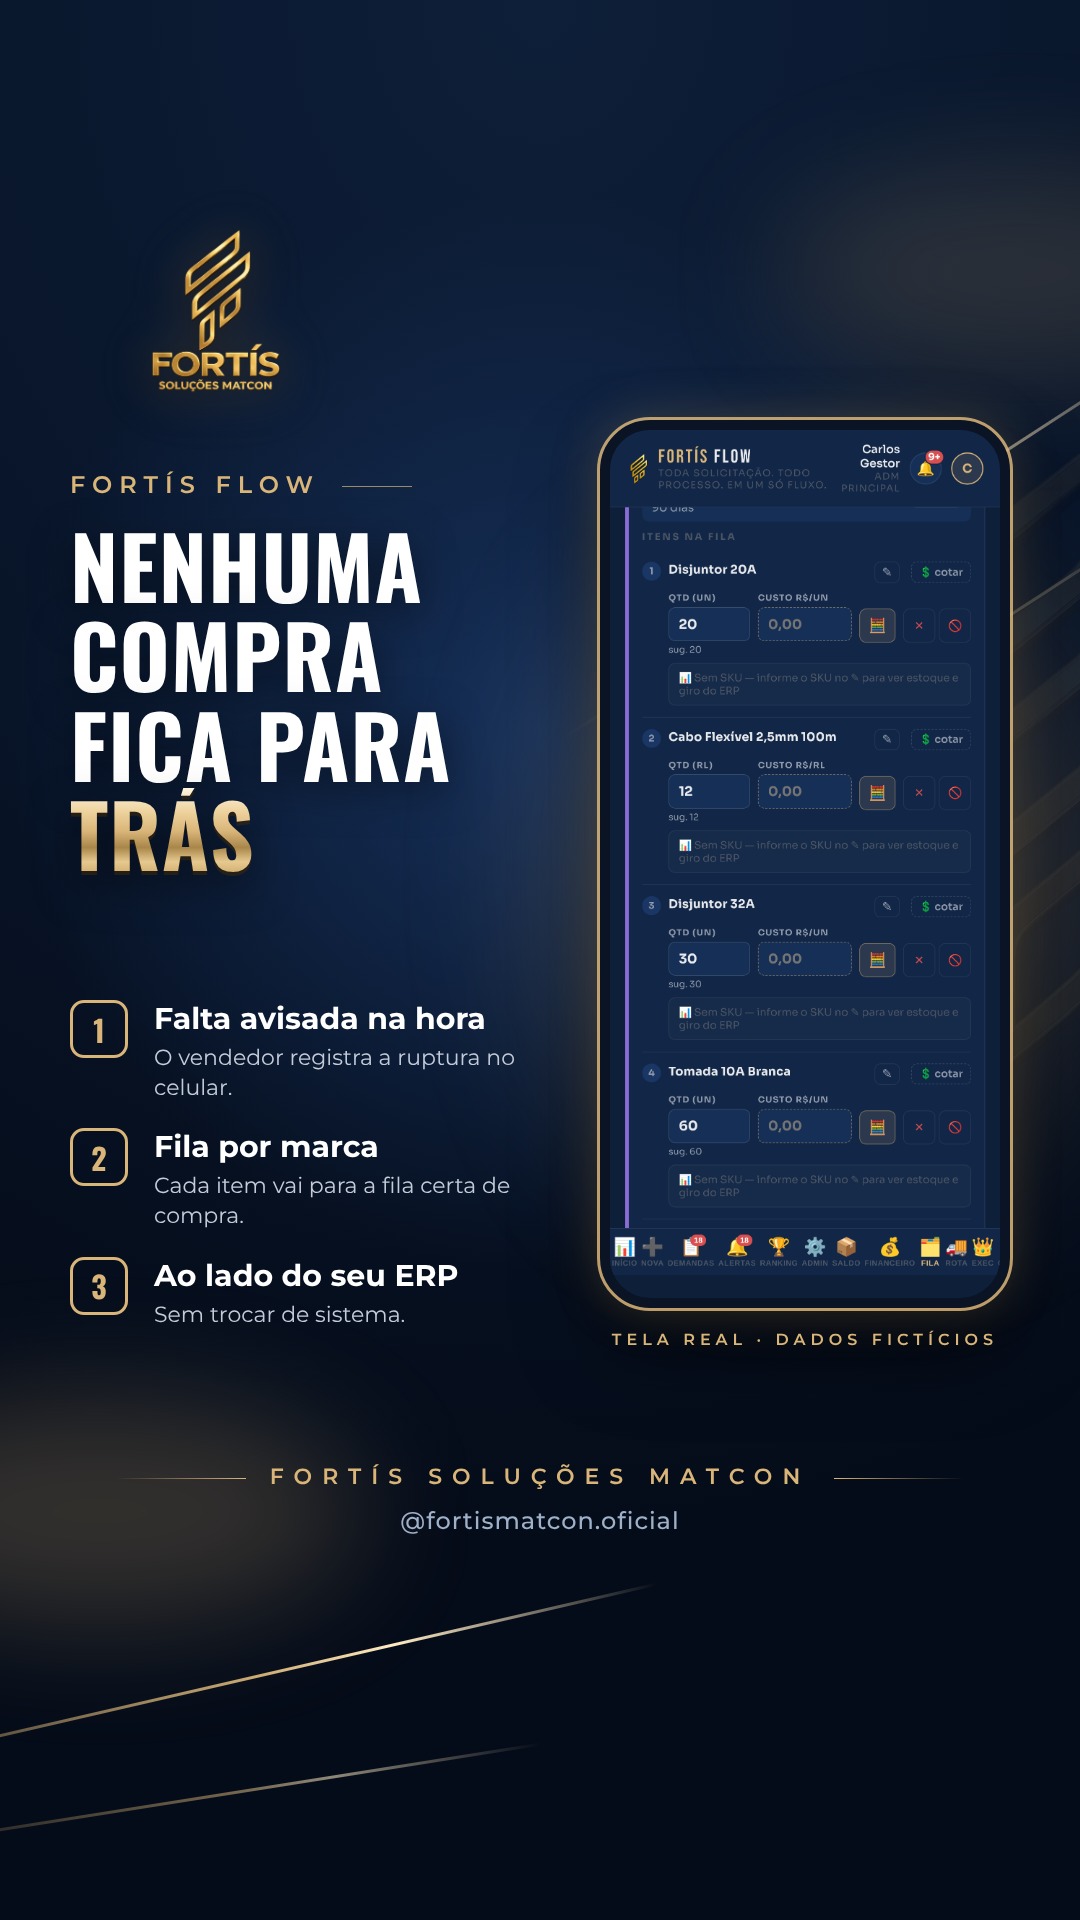 FORTÍS
SOLUÇÕES MATCON
FORTÍS FLOW
NENHUMA
COMPRA
FICA PARA
TRÁS
1
Falta avisada na hora
O vendedor registra a ruptura no
celular.
2
Fila por marca
Cada item vai para a fila certa de
compra.
3
Ao lado do seu ERP
Sem trocar de sistema.
FORTÍS FLOW
TODA SOLICITAÇÃO. TODO
PROCESSO. EM UM SÓ FLUXO.
Carlos
Gestor
ADM
PRINCIPAL
9+
C
90 dias
ITENS NA FILA
1 Disjuntor 20A ✎ $ cotar
QTD (UN) CUSTO R$/UN
20 0,00 ×
sug. 20
Sem SKU — informe o SKU no ✎ para ver estoque e
giro do ERP
2 Cabo Flexível 2,5mm 100m ✎ $ cotar
QTD (RL) CUSTO R$/RL
12 0,00 ×
sug. 12
Sem SKU — informe o SKU no ✎ para ver estoque e
giro do ERP
3 Disjuntor 32A ✎ $ cotar
QTD (UN) CUSTO R$/UN
30 0,00 ×
sug. 30
Sem SKU — informe o SKU no ✎ para ver estoque e
giro do ERP
4 Tomada 10A Branca ✎ $ cotar
QTD (UN) CUSTO R$/UN
60 0,00 ×
sug. 60
Sem SKU — informe o SKU no ✎ para ver estoque e
giro do ERP
18 18
INÍCIO NOVA DEMANDAS ALERTAS RANKING ADMIN SALDO FINANCEIRO FILA ROTA EXEC
TELA REAL · DADOS FICTÍCIOS
FORTÍS SOLUÇÕES MATCON
@fortismatcon.oficial